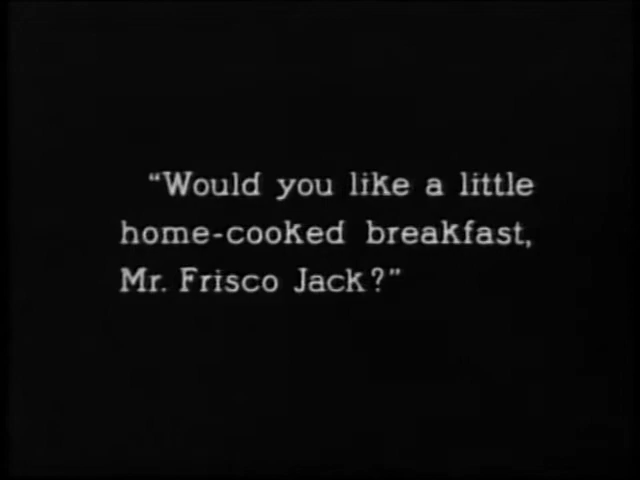 “Would you like a little
home-cooked breakfast,
Mr. Frisco Jack?”